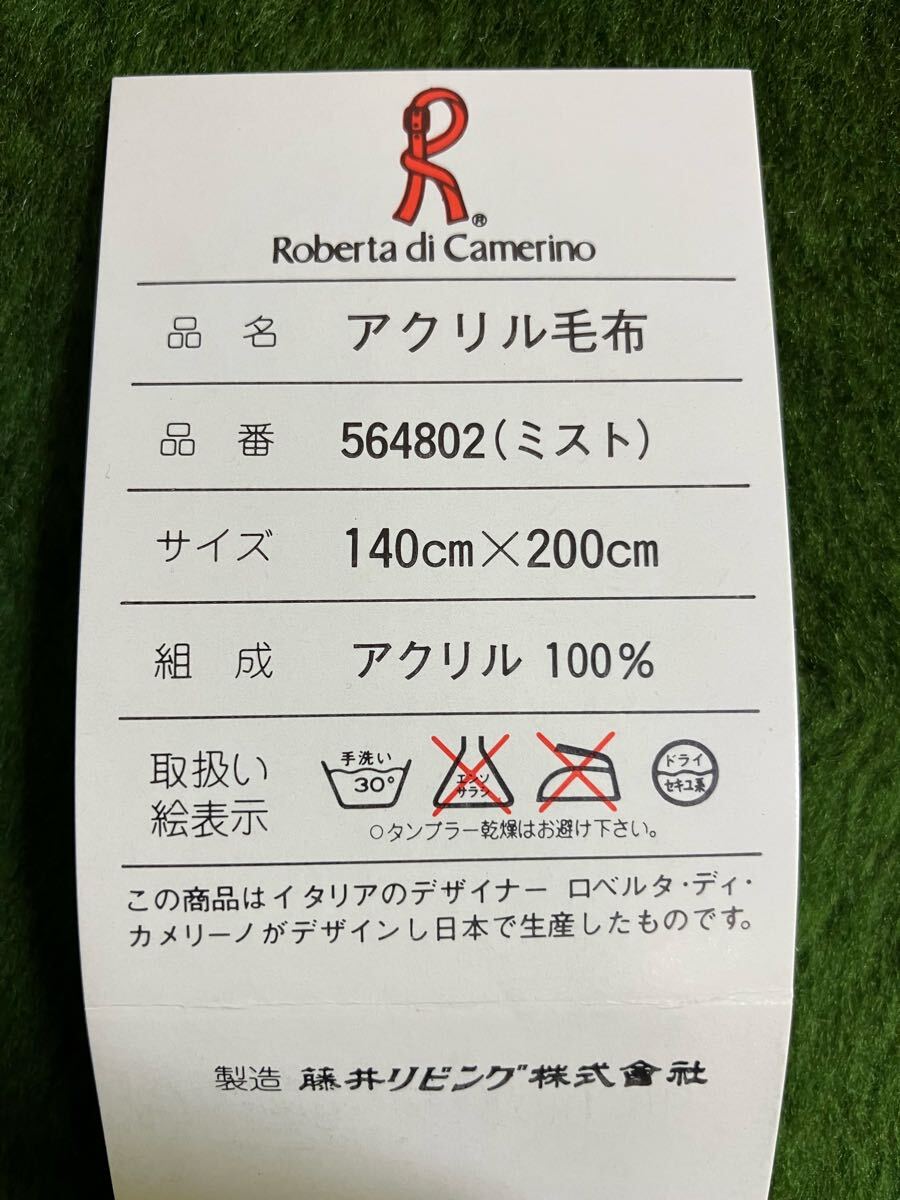 R®
Roberta di Camerino
品名 アクリル毛布
品番 564802(ミスト)
サイズ 140cm×200cm
組成 アクリル 100%
取扱い
絵表示
手洗い
30°
エンソ
サラシ
ドライ
セキユ系
○タンブラー乾燥はお避け下さい。
この商品はイタリアのデザイナー ロベルタ・ディ・
カメリーノがデザインし日本で生産したものです。
製造 藤井リビング株式會社